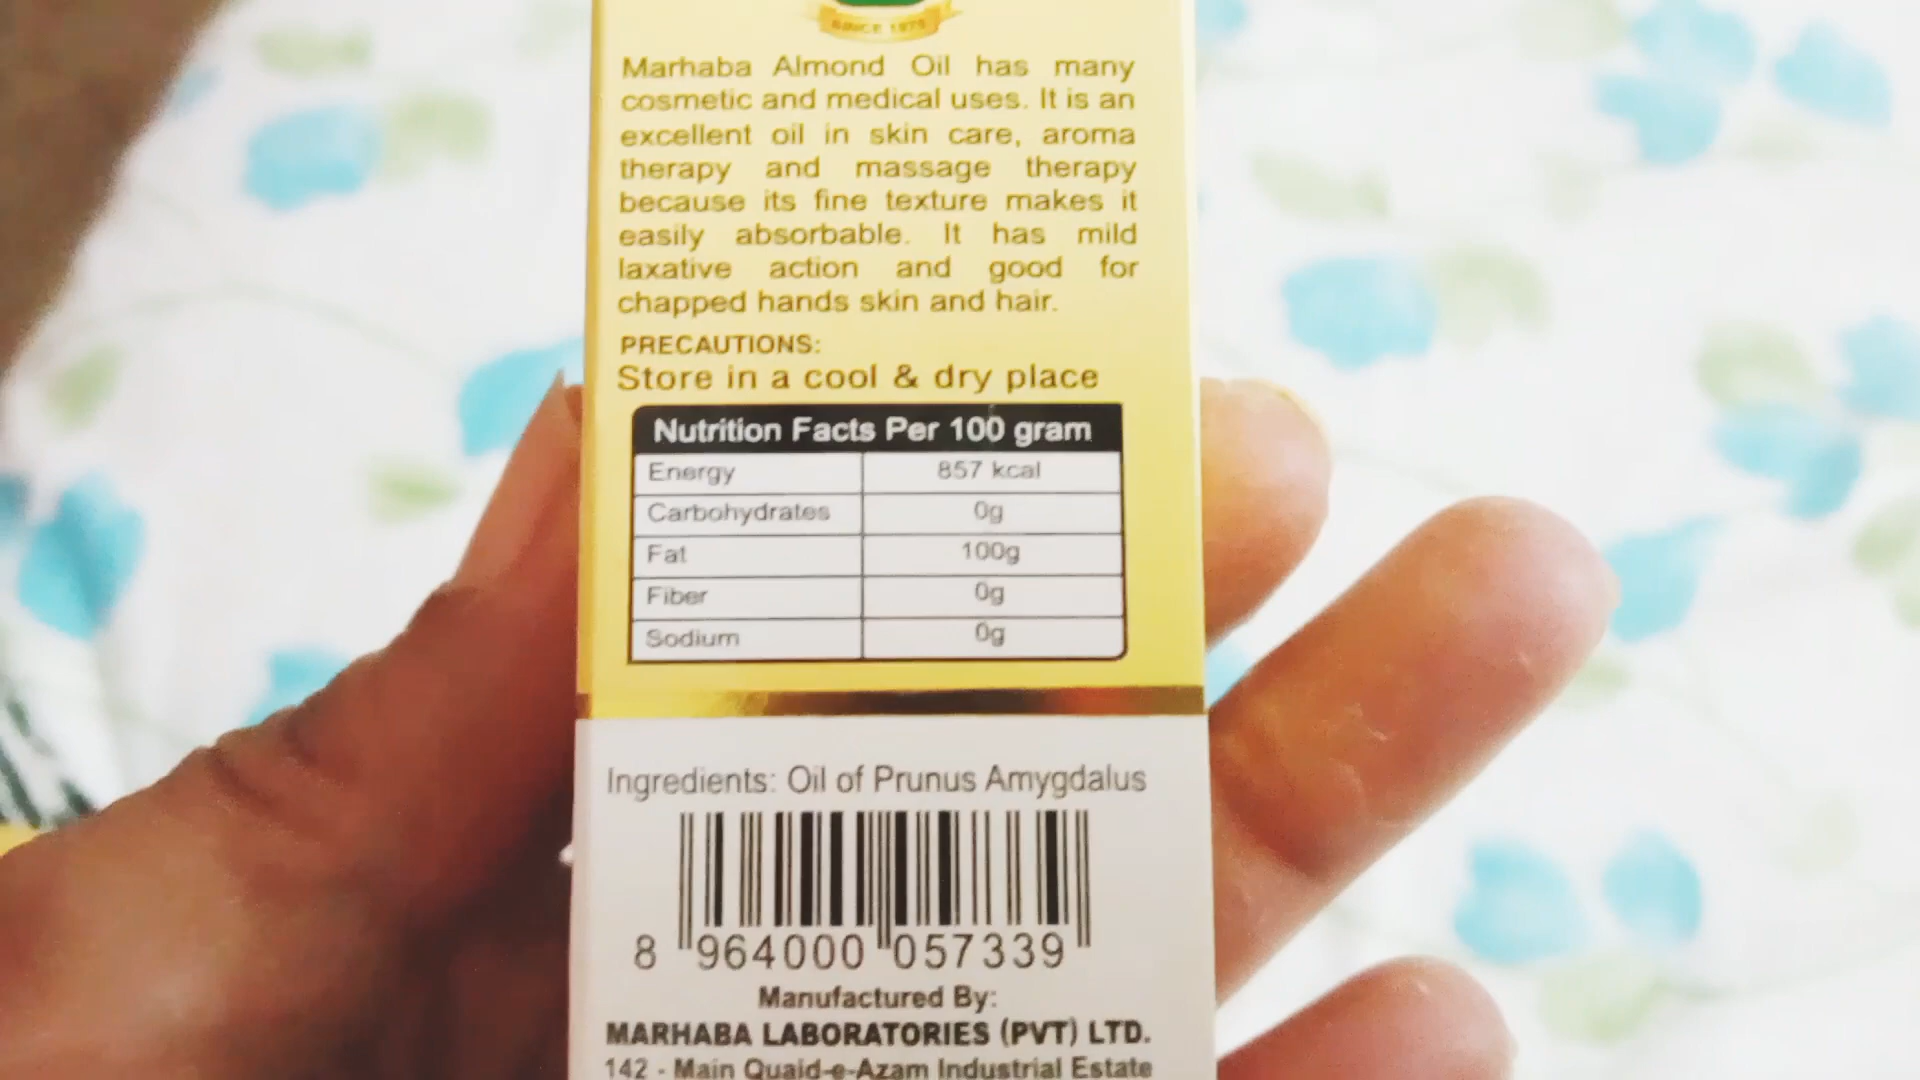 SINCE 1973
Marhaba Almond Oil has many
cosmetic and medical uses. It is an
excellent oil in skin care, aroma
therapy and massage therapy
because its fine texture makes it
easily absorbable. It has mild
laxative action and good for
chapped hands skin and hair.
PRECAUTIONS:
Store in a cool & dry place
Nutrition Facts Per 100 gram
Energy 857 kcal
Carbohydrates 0g
Fat 100g
Fiber 0g
Sodium 0g
Ingredients: Oil of Prunus Amygdalus
8 964000 057339
Manufactured By:
MARHABA LABORATORIES (PVT) LTD.
142 - Main Quaid-e-Azam Industrial Estate